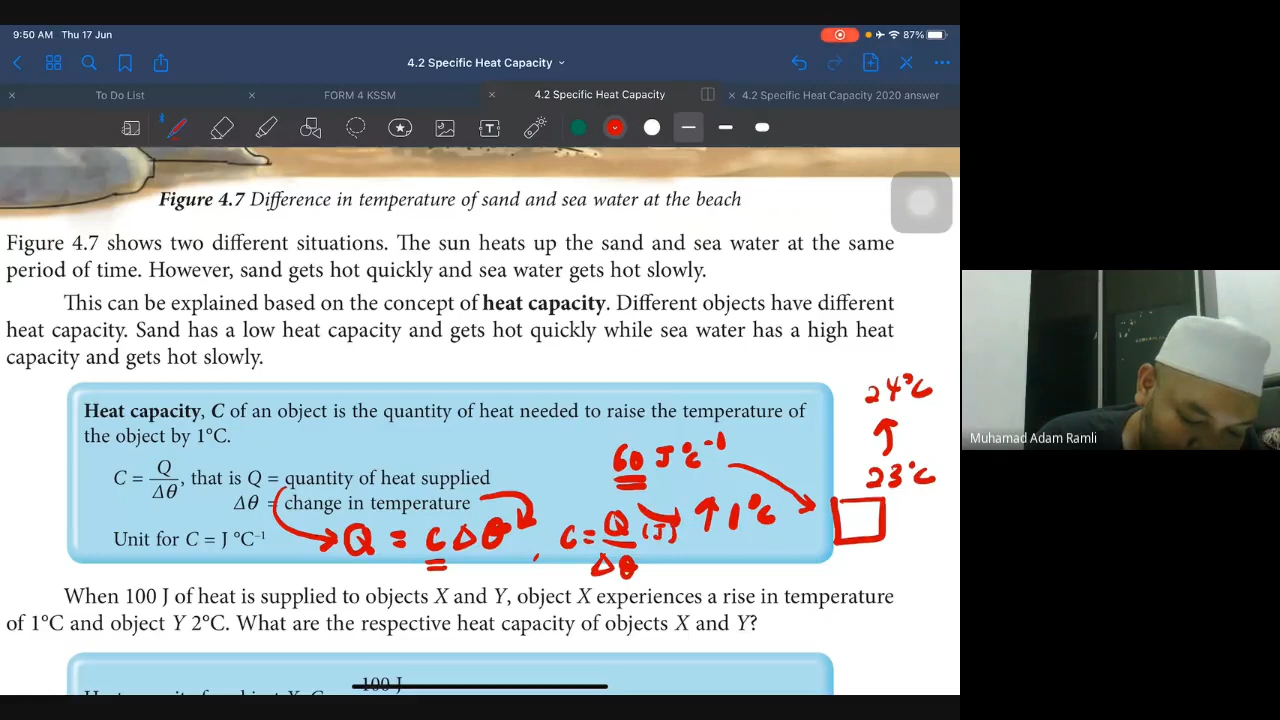 9:50 AM Thu 17 Jun
87%
4.2 Specific Heat Capacity
To Do List
FORM 4 KSSM
4.2 Specific Heat Capacity
4.2 Specific Heat Capacity 2020 answer
Figure 4.7 Difference in temperature of sand and sea water at the beach
Figure 4.7 shows two different situations. The sun heats up the sand and sea water at the same
period of time. However, sand gets hot quickly and sea water gets hot slowly.
This can be explained based on the concept of heat capacity. Different objects have different
heat capacity. Sand has a low heat capacity and gets hot quickly while sea water has a high heat
capacity and gets hot slowly.
24°C
Heat capacity, C of an object is the quantity of heat needed to raise the temperature of
the object by 1°C.
60 J °C⁻¹
23°C
C = Q/Δθ, that is Q = quantity of heat supplied
Δθ = change in temperature
Unit for C = J °C⁻¹
Q = C Δθ, C = Q (J)/Δθ ↑ 1°C
When 100 J of heat is supplied to objects X and Y, object X experiences a rise in temperature
of 1°C and object Y 2°C. What are the respective heat capacity of objects X and Y?
100 J
Muhamad Adam Ramli